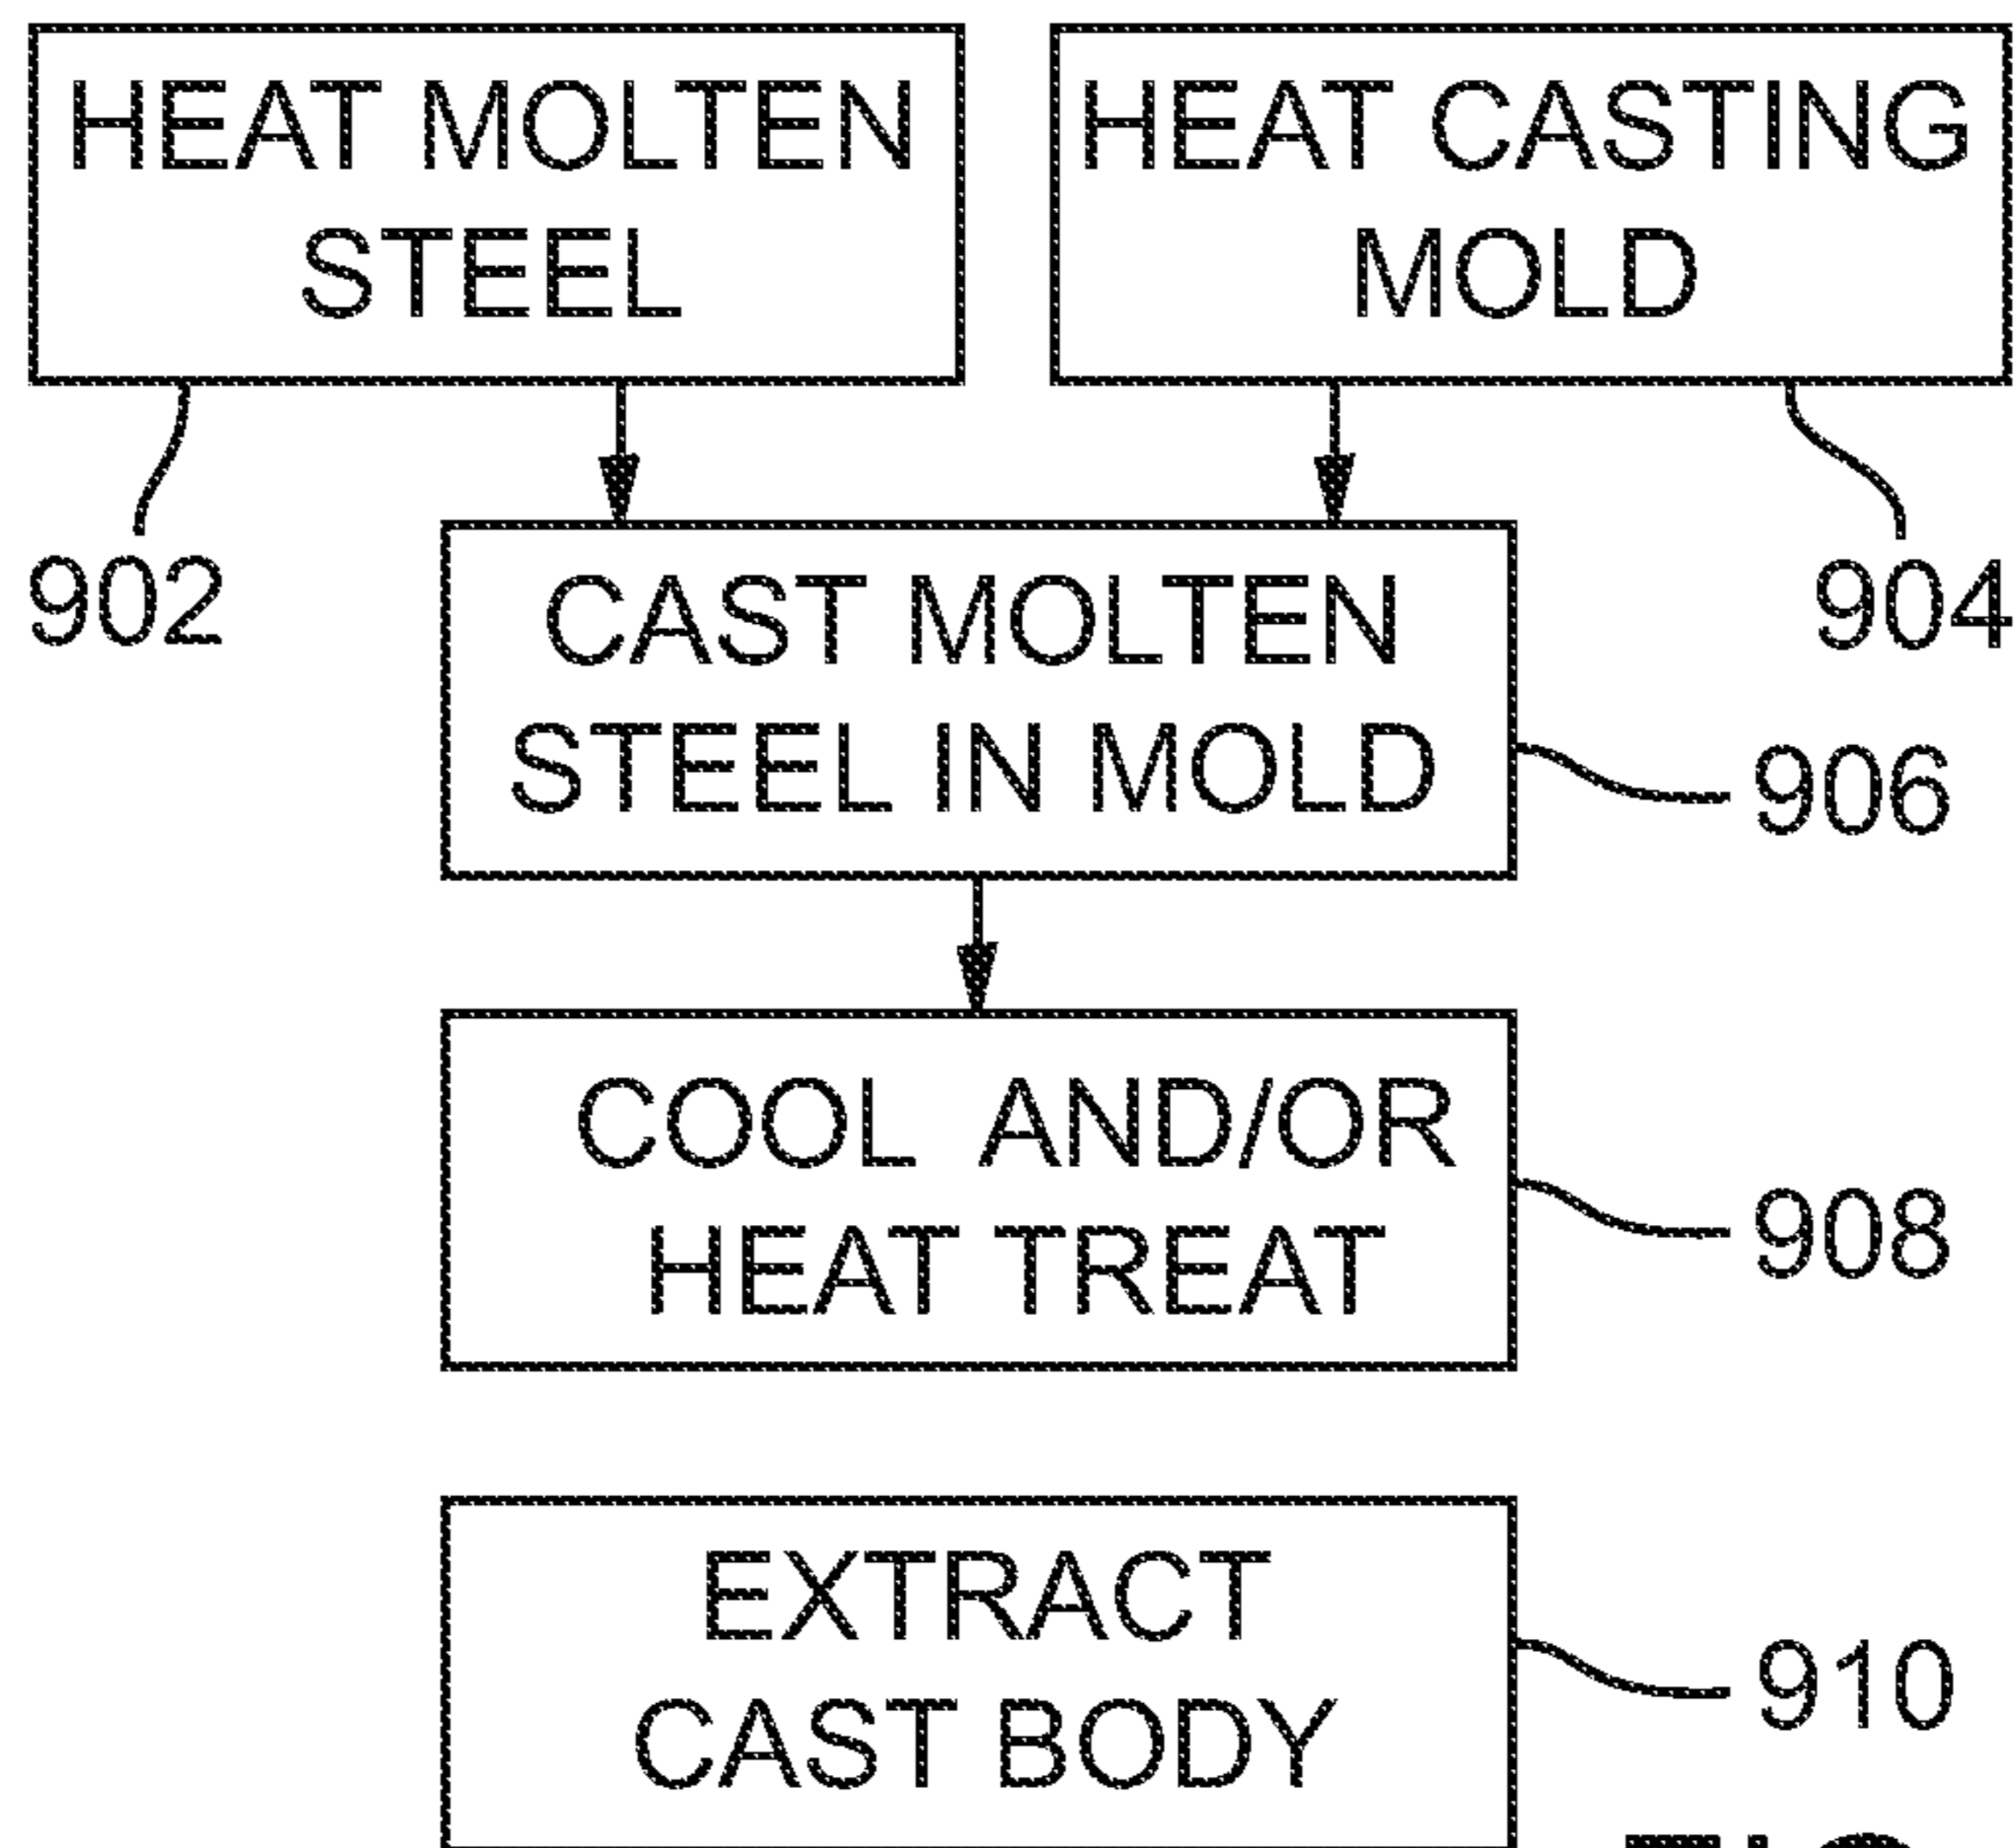 HEAT MOLTEN
STEEL
HEAT CASTING
MOLD
902
904
CAST MOLTEN
STEEL IN MOLD
906
COOL AND/OR
HEAT TREAT
908
EXTRACT
CAST BODY
910